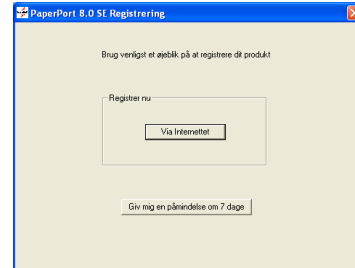 PaperPort 8.0 SE Registrering
Brug venligst et øjeblik på at registrere dit produkt
Registrer nu
Via Internettet
Giv mig en påmindelse om 7 dage